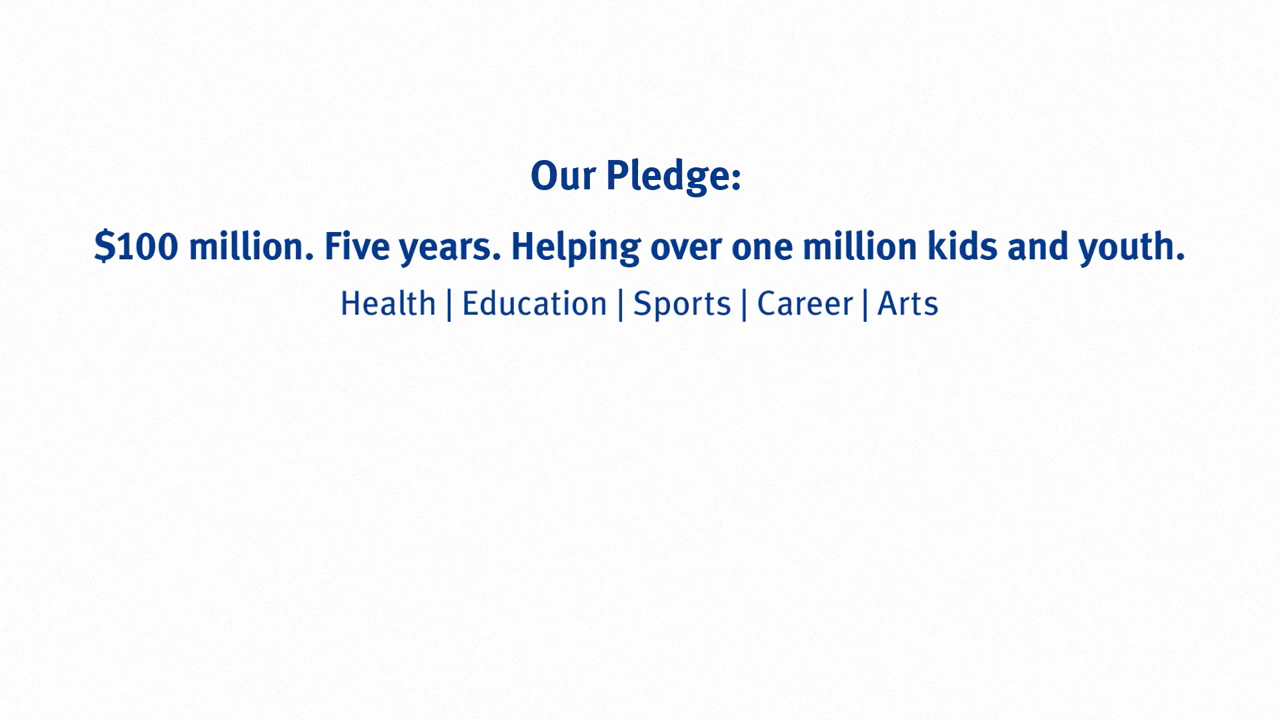 Our Pledge:
$100 million. Five years. Helping over one million kids and youth.
Health | Education | Sports | Career | Arts